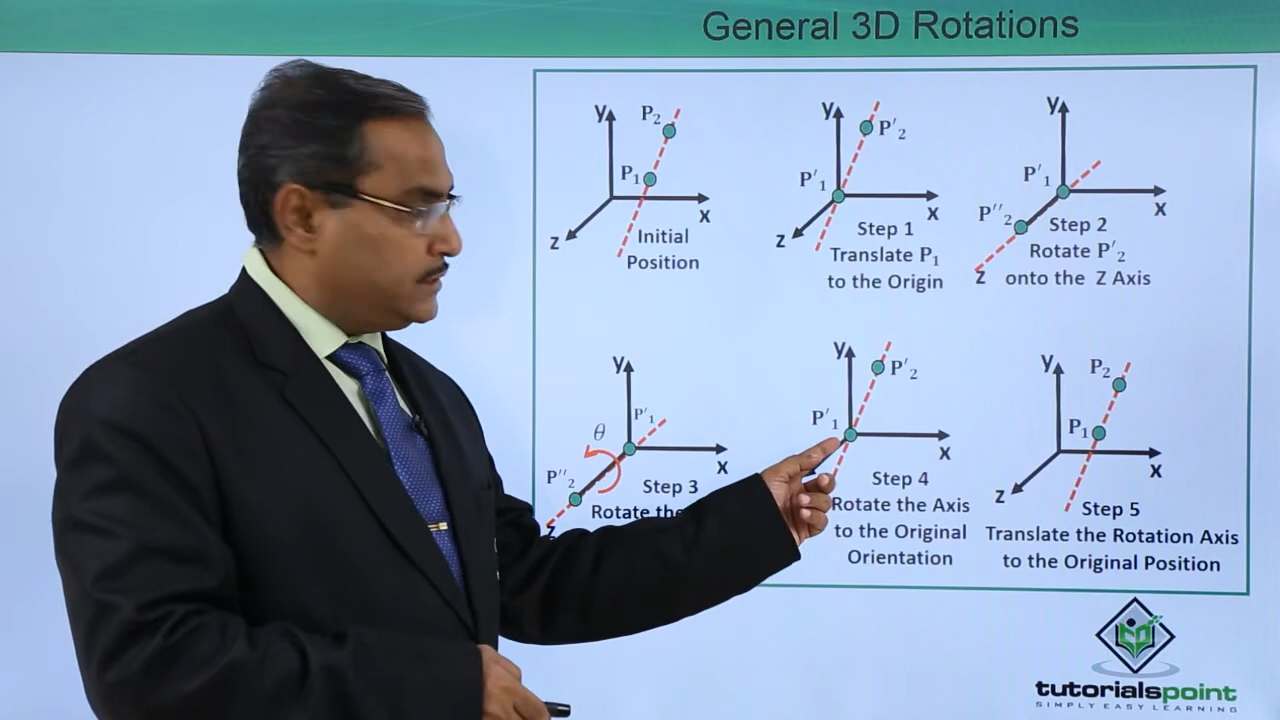 General 3D Rotations
Y
P2
P1
X
Z
Initial
Position
Y
P′2
P′1
X
Z
Step 1
Translate P1
to the Origin
Y
P′1
X
P″2
Z
Step 2
Rotate P′2
onto the Z Axis
Y
P′1
θ
X
P″2
Z
Step 3
Rotate the
Y
P′2
P′1
X
Step 4
Rotate the Axis
to the Original
Orientation
Y
P2
P1
X
Z
Step 5
Translate the Rotation Axis
to the Original Position
tutorialspoint
SIMPLY EASY LEARNING